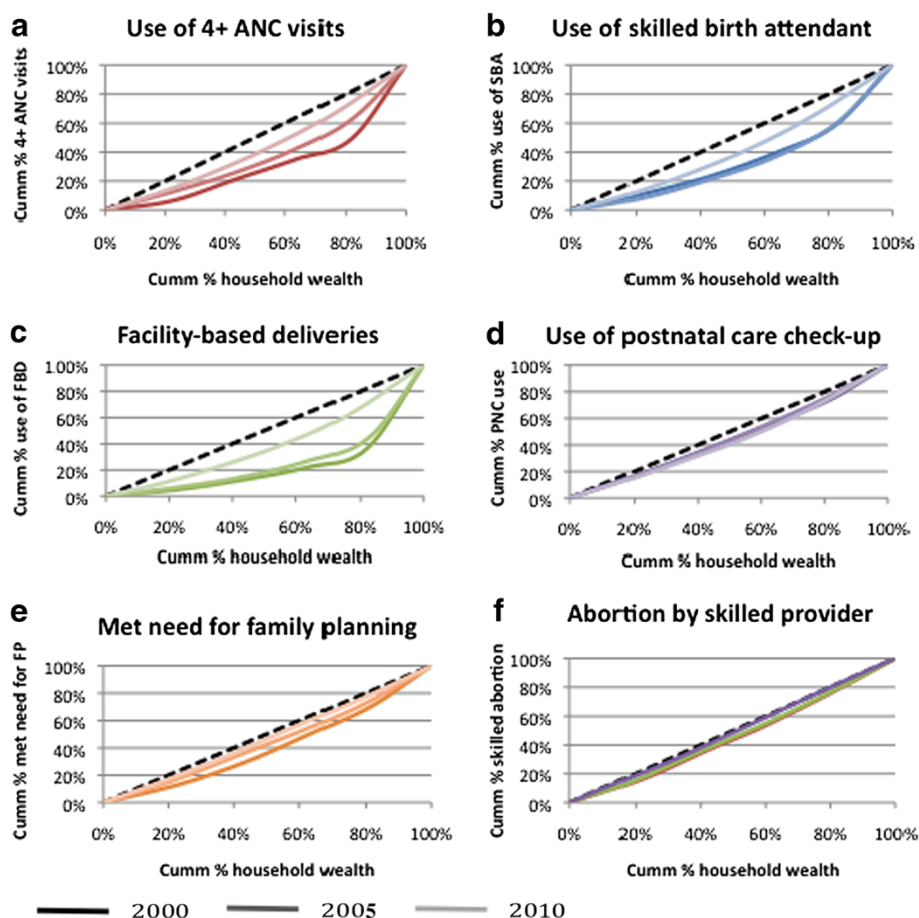 a Use of 4+ ANC visits
Cumm % 4+ ANC visits
100%
80%
60%
40%
20%
0%
0% 20% 40% 60% 80% 100%
Cumm % household wealth
b Use of skilled birth attendant
Cumm % use of SBA
100%
80%
60%
40%
20%
0%
0% 20% 40% 60% 80% 100%
Cumm % household wealth
c Facility-based deliveries
Cumm % use of FBD
100%
80%
60%
40%
20%
0%
0% 20% 40% 60% 80% 100%
Cumm % household wealth
d Use of postnatal care check-up
Cumm % PNC use
100%
80%
60%
40%
20%
0%
0% 20% 40% 60% 80% 100%
Cumm % household wealth
e Met need for family planning
Cumm % met need for FP
100%
80%
60%
40%
20%
0%
0% 20% 40% 60% 80% 100%
Cumm % household wealth
f Abortion by skilled provider
Cumm % skilled abortion
100%
80%
60%
40%
20%
0%
0% 20% 40% 60% 80% 100%
Cumm % household wealth
2000 2005 2010